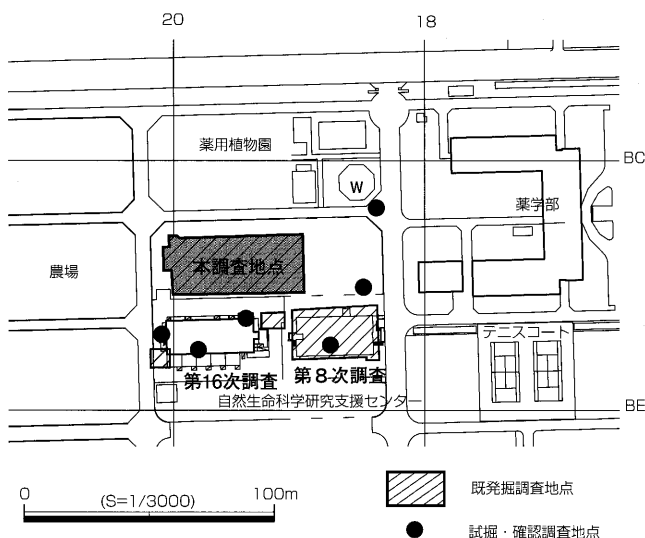 20
18
薬用植物園
BC
W
薬学部
本調査地点
農場
テニスコート
第16次調査
第8次調査
自然生命科学研究支援センター
BE
0
(S=1/3000)
100m
既発掘調査地点
試掘・確認調査地点